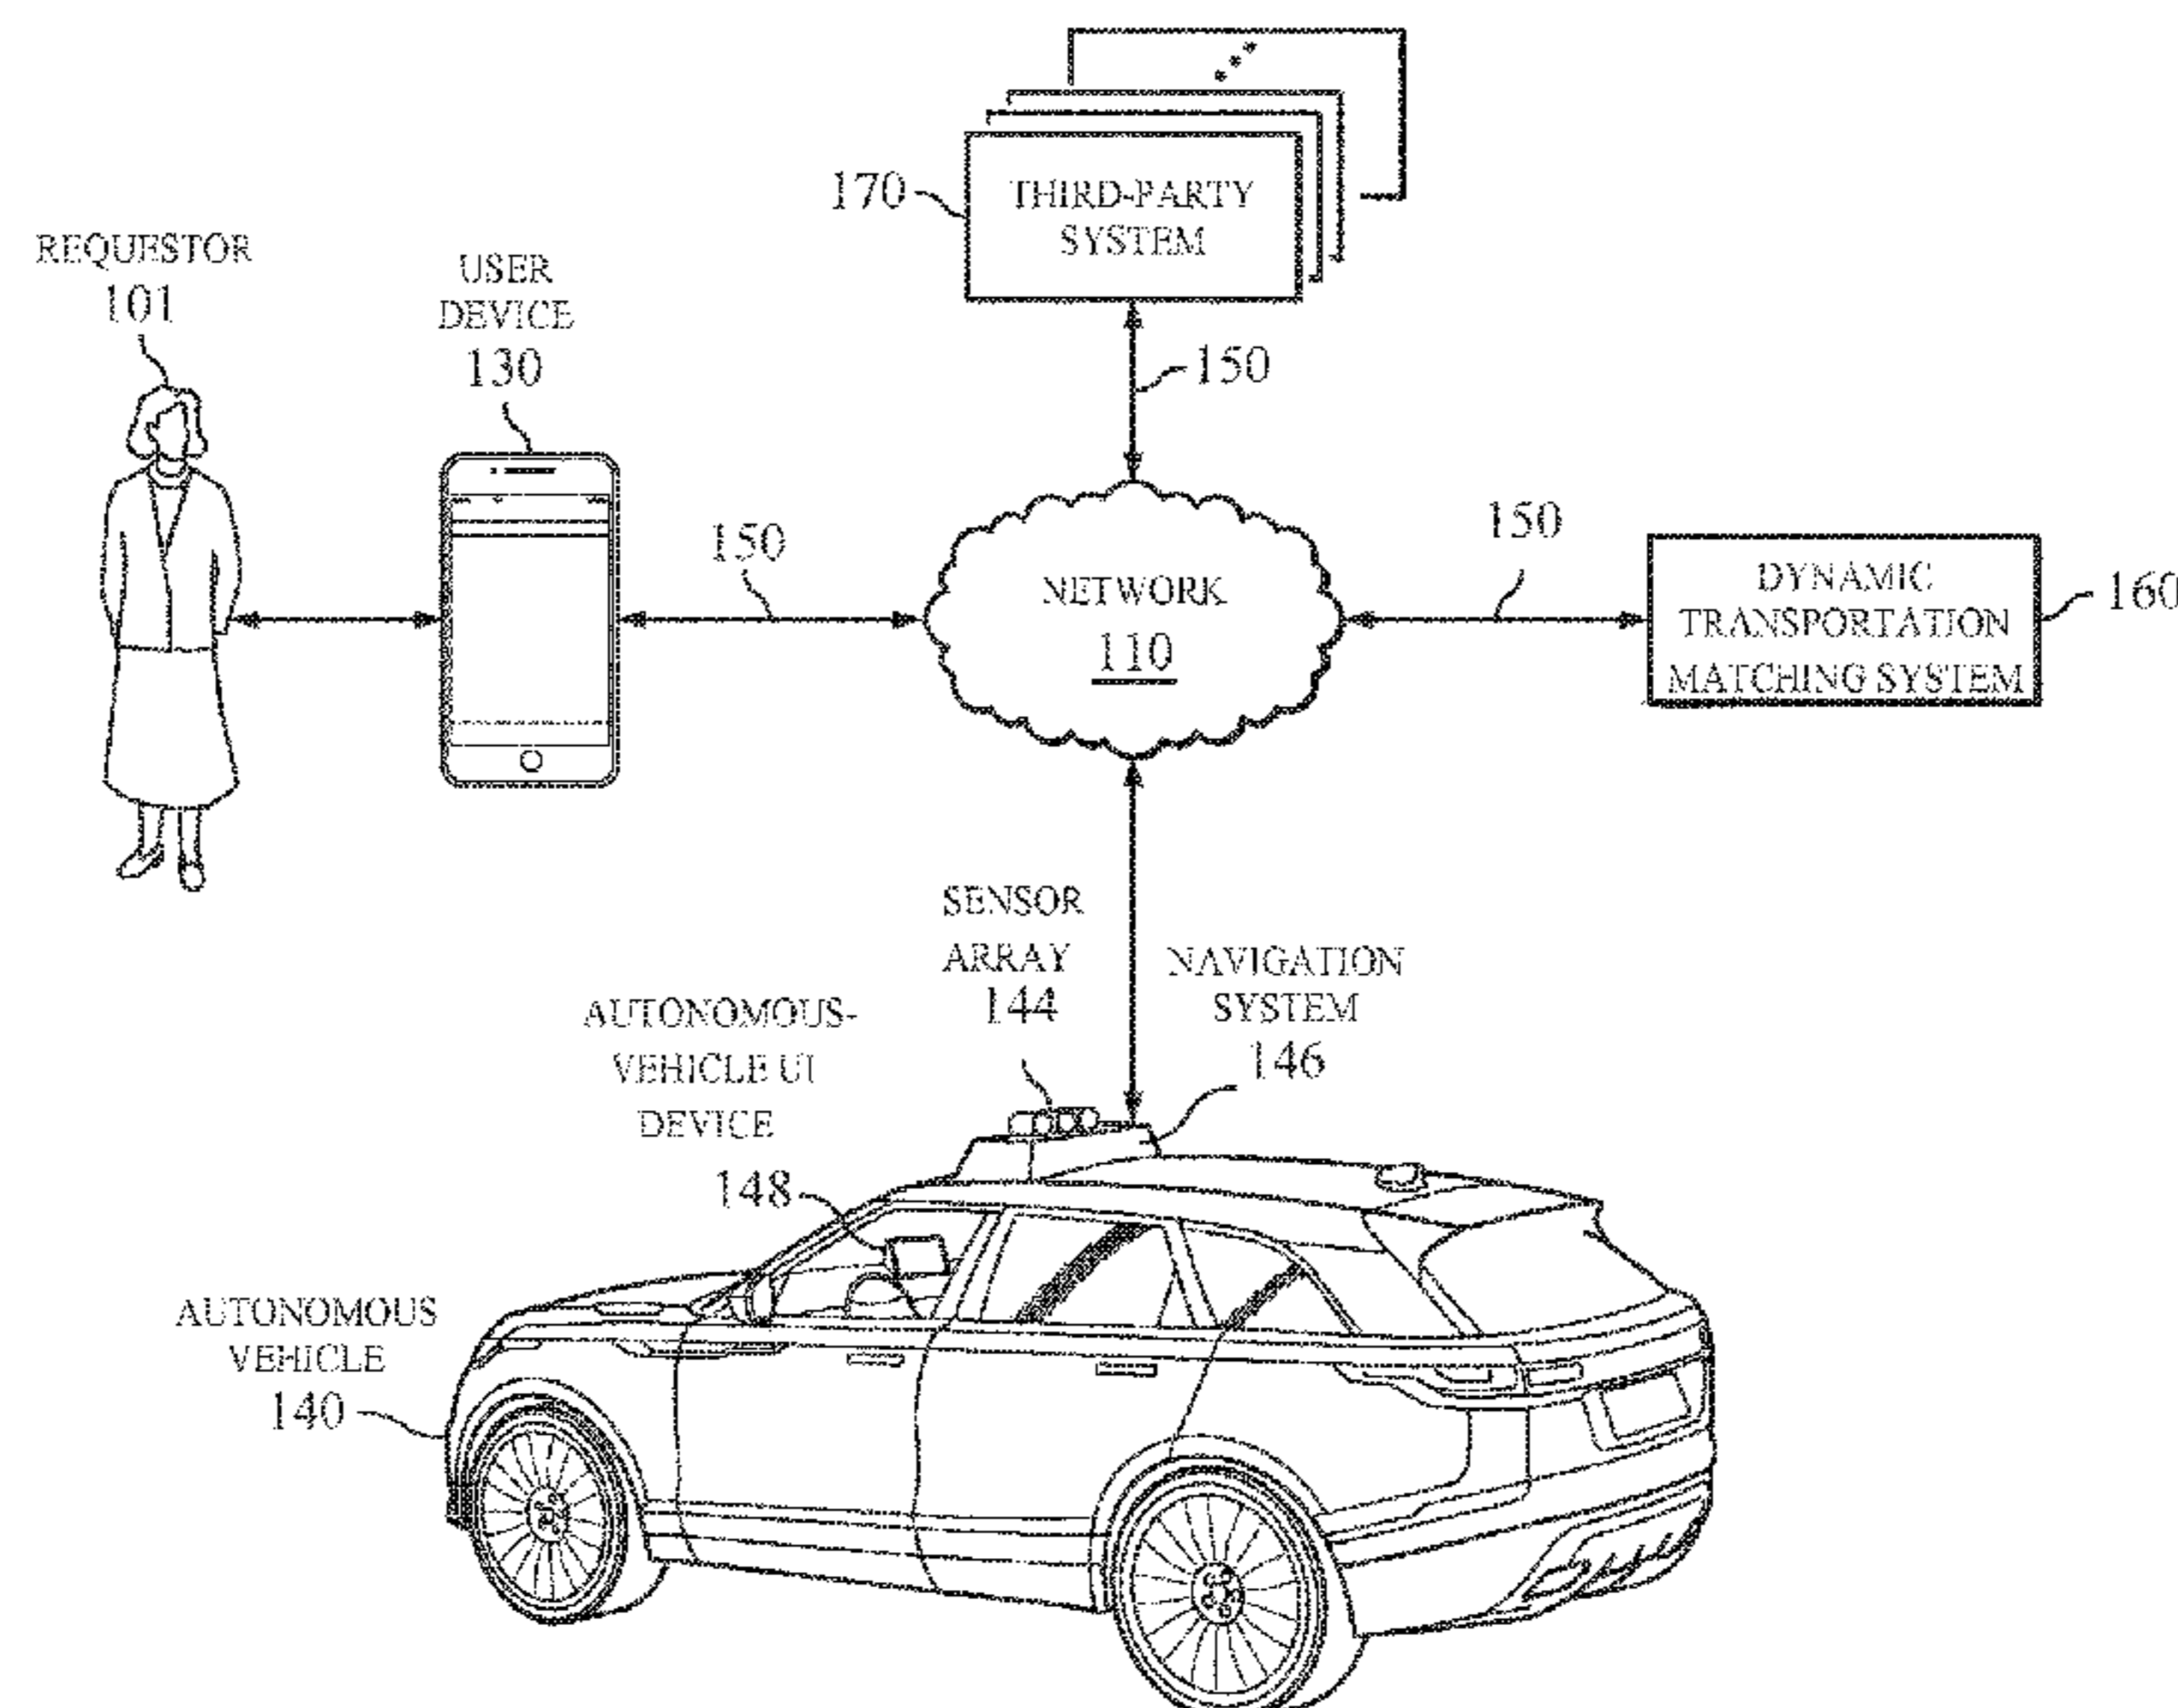 170
THIRD-PARTY
SYSTEM
REQUESTOR
101
USER
DEVICE
130
150
150
150
NETWORK
110
DYNAMIC
TRANSPORTATION
MATCHING SYSTEM
160
SENSOR
ARRAY
144
NAVIGATION
SYSTEM
146
AUTONOMOUS-
VEHICLE UI
DEVICE
148
AUTONOMOUS
VEHICLE
140